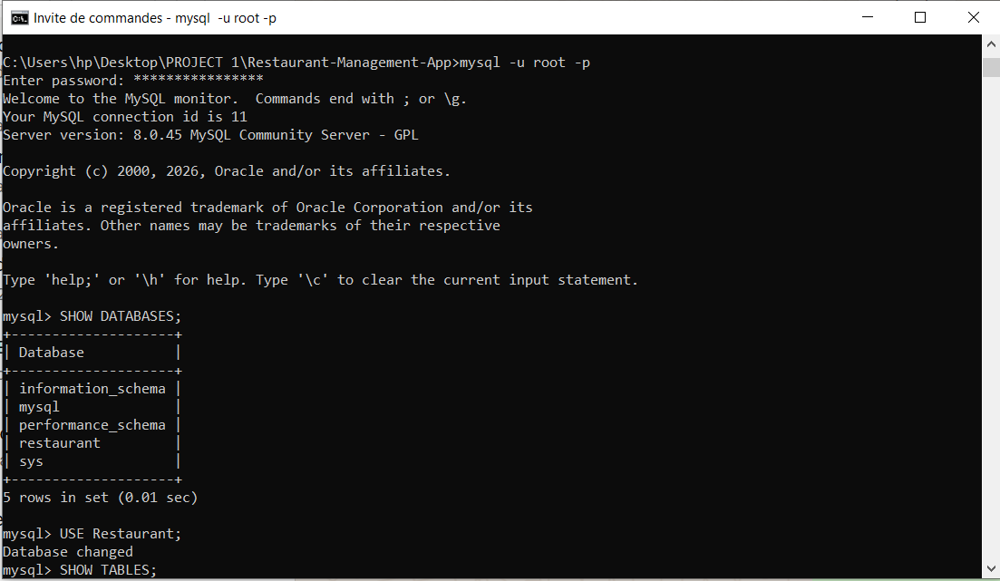 Invite de commandes - mysql  -u root -p
C:\Users\hp\Desktop\PROJECT 1\Restaurant-Management-App>mysql -u root -p
Enter password: ****************
Welcome to the MySQL monitor.  Commands end with ; or \g.
Your MySQL connection id is 11
Server version: 8.0.45 MySQL Community Server - GPL

Copyright (c) 2000, 2026, Oracle and/or its affiliates.

Oracle is a registered trademark of Oracle Corporation and/or its
affiliates. Other names may be trademarks of their respective
owners.

Type 'help;' or '\h' for help. Type '\c' to clear the current input statement.

mysql> SHOW DATABASES;
+--------------------+
| Database           |
+--------------------+
| information_schema |
| mysql              |
| performance_schema |
| restaurant         |
| sys                |
+--------------------+
5 rows in set (0.01 sec)

mysql> USE Restaurant;
Database changed
mysql> SHOW TABLES;